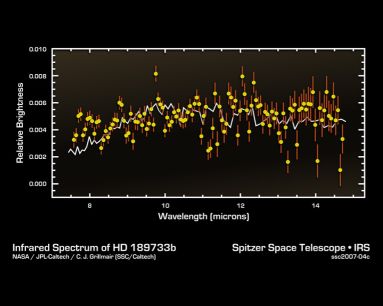 0.010
0.008
0.006
0.004
0.002
0.000
Relative Brightness
8 10 12 14
Wavelength [microns]
Infrared Spectrum of HD 189733b Spitzer Space Telescope • IRS
NASA / JPL-Caltech / C. J. Grillmair (SSC/Caltech) ssc2007-04c